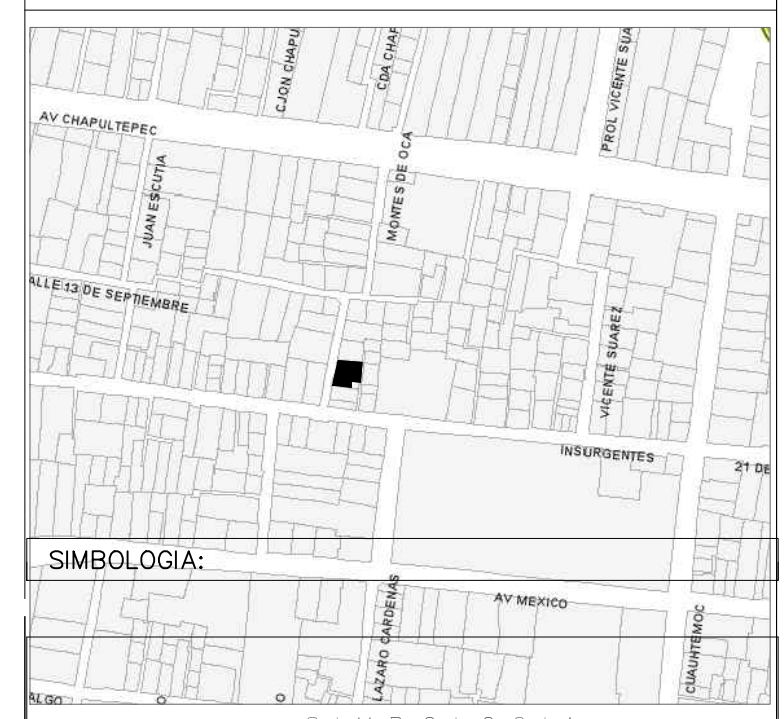 CJON CHAPU
CDA CHAP
PROL VICENTE SUA
AV CHAPULTEPEC
JUAN ESCUTIA
MONTES DE OCA
ALLE 13 DE SEPTIEMBRE
VICENTE SUAREZ
INSURGENTES
21 DE
SIMBOLOGIA:
AV MEXICO
LAZARO CARDENAS
CUAUHTEMOC
ALGO
O
O